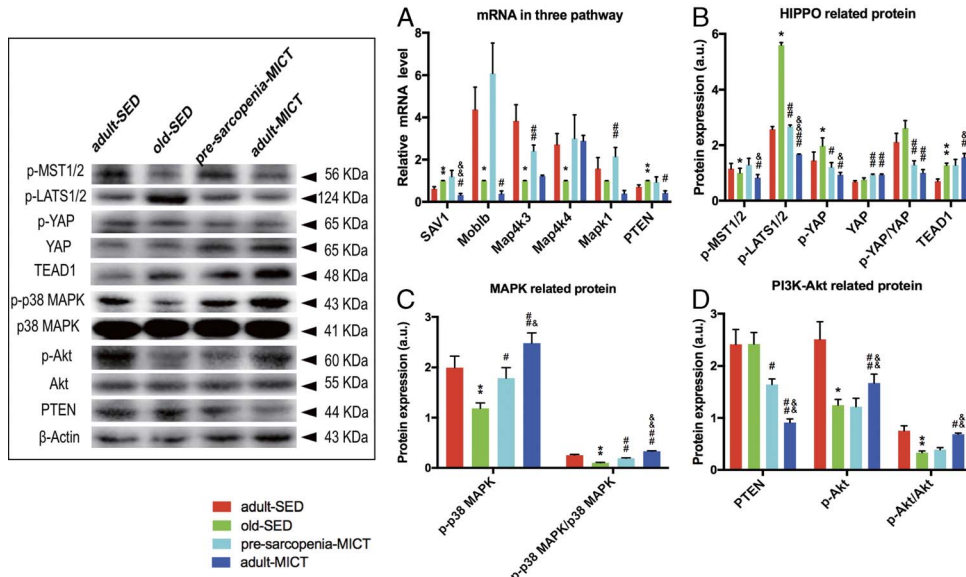 adult-SED
old-SED
pre-sarcopenia-MICT
adult-MICT
p-MST1/2 56 KDa
p-LATS1/2 124 KDa
p-YAP 65 KDa
YAP 65 KDa
TEAD1 48 KDa
p-p38 MAPK 43 KDa
p38 MAPK 41 KDa
p-Akt 60 KDa
Akt 55 KDa
PTEN 44 KDa
β-Actin 43 KDa
adult-SED
old-SED
pre-sarcopenia-MICT
adult-MICT
A
mRNA in three pathway
Relative mRNA level
8
6
4
2
0
** & # #
* #
* # #
*
# #
** #
SAV1
Moblb
Map4k3
Map4k4
Mapk1
PTEN
B
HIPPO related protein
Protein expression (a.u.)
6
4
2
0
* & #
* # # & & # #
* # & #
# # # #
# # # #
** & #
p-MST1/2
p-LATS1/2
p-YAP
YAP
p-YAP/YAP
TEAD1
C
MAPK related protein
Protein expression (a.u.)
3
2
1
0
** # # # &
** # # & & # #
p-p38 MAPK
p-p38 MAPK/p38 MAPK
D
PI3K-Akt related protein
Protein expression (a.u.)
3
2
1
0
# # & # &
* # & # &
** # & # &
PTEN
p-Akt
p-Akt/Akt